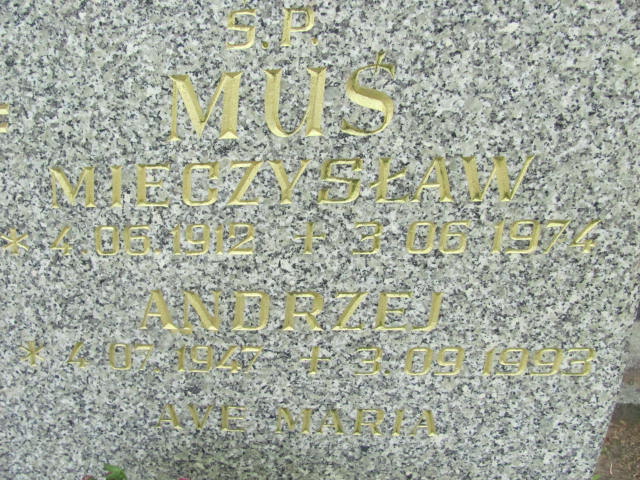 S.P.
MUŚ
MIECZYSŁAW
* 4 06 1912 + 3 06 1974
ANDRZEJ
* 4 07. 1947 + 3. 09 1993
AVE MARIA